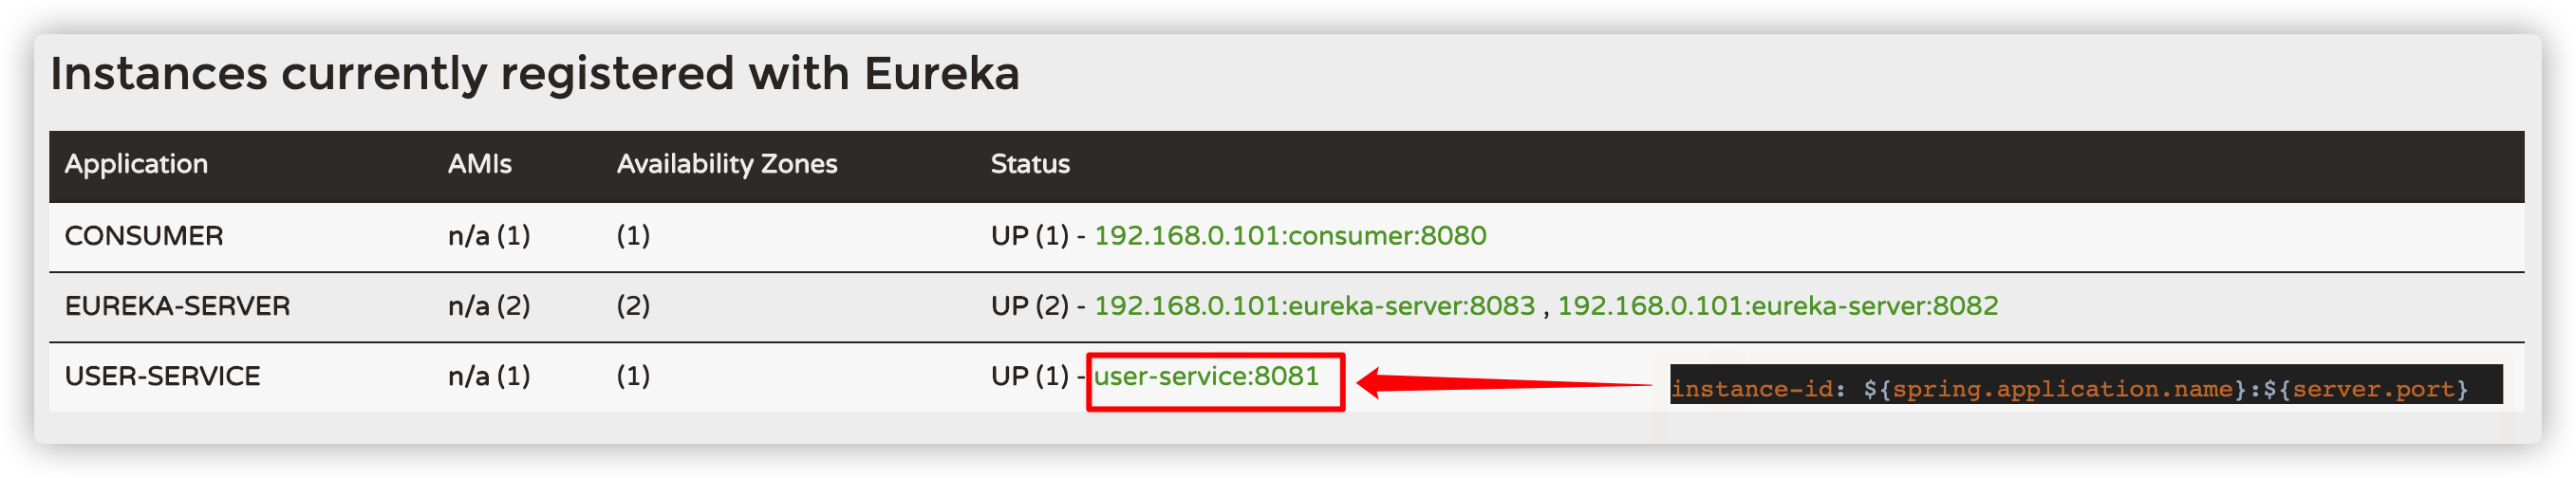 Instances currently registered with Eureka
Application AMIs Availability Zones Status
CONSUMER n/a (1) (1) UP (1) - 192.168.0.101:consumer:8080
EUREKA-SERVER n/a (2) (2) UP (2) - 192.168.0.101:eureka-server:8083 , 192.168.0.101:eureka-server:8082
USER-SERVICE n/a (1) (1) UP (1) - user-service:8081
instance-id: ${spring.application.name}:${server.port}